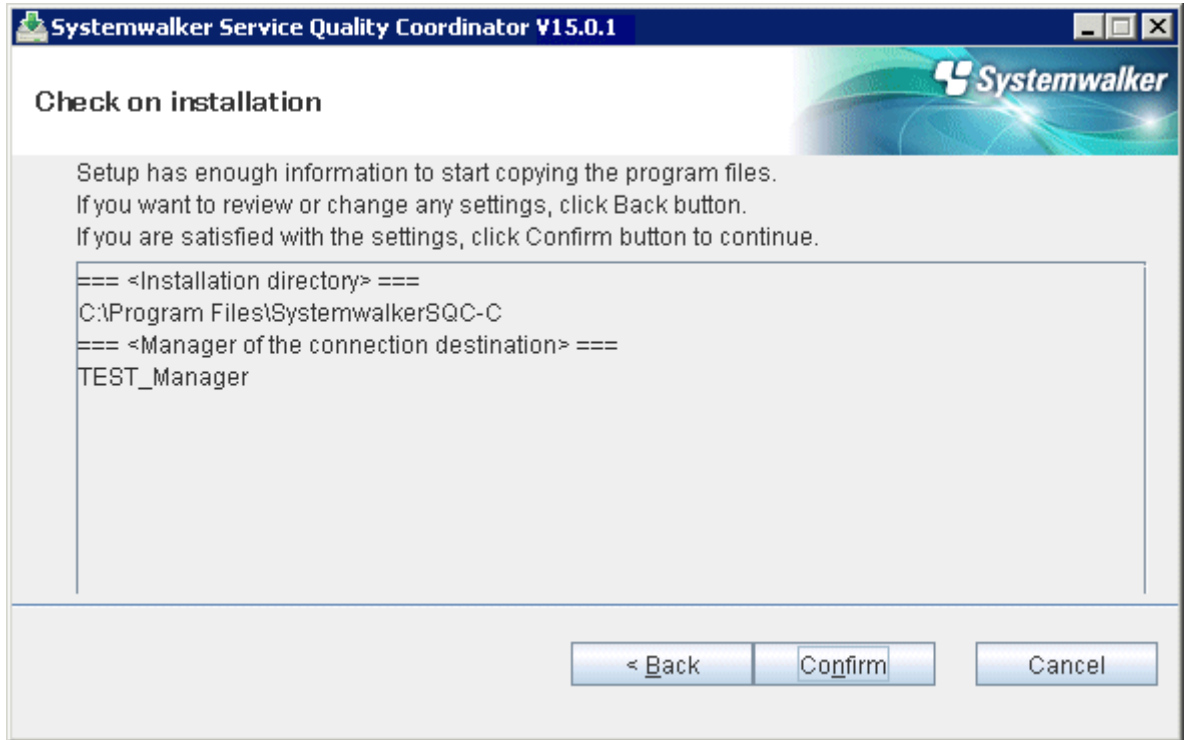 Systemwalker Service Quality Coordinator V15.0.1
Systemwalker
Check on installation
Setup has enough information to start copying the program files.
If you want to review or change any settings, click Back button.
If you are satisfied with the settings, click Confirm button to continue.
=== <Installation directory> ===
C:\Program Files\SystemwalkerSQC-C
=== <Manager of the connection destination> ===
TEST_Manager
< Back
Confirm
Cancel